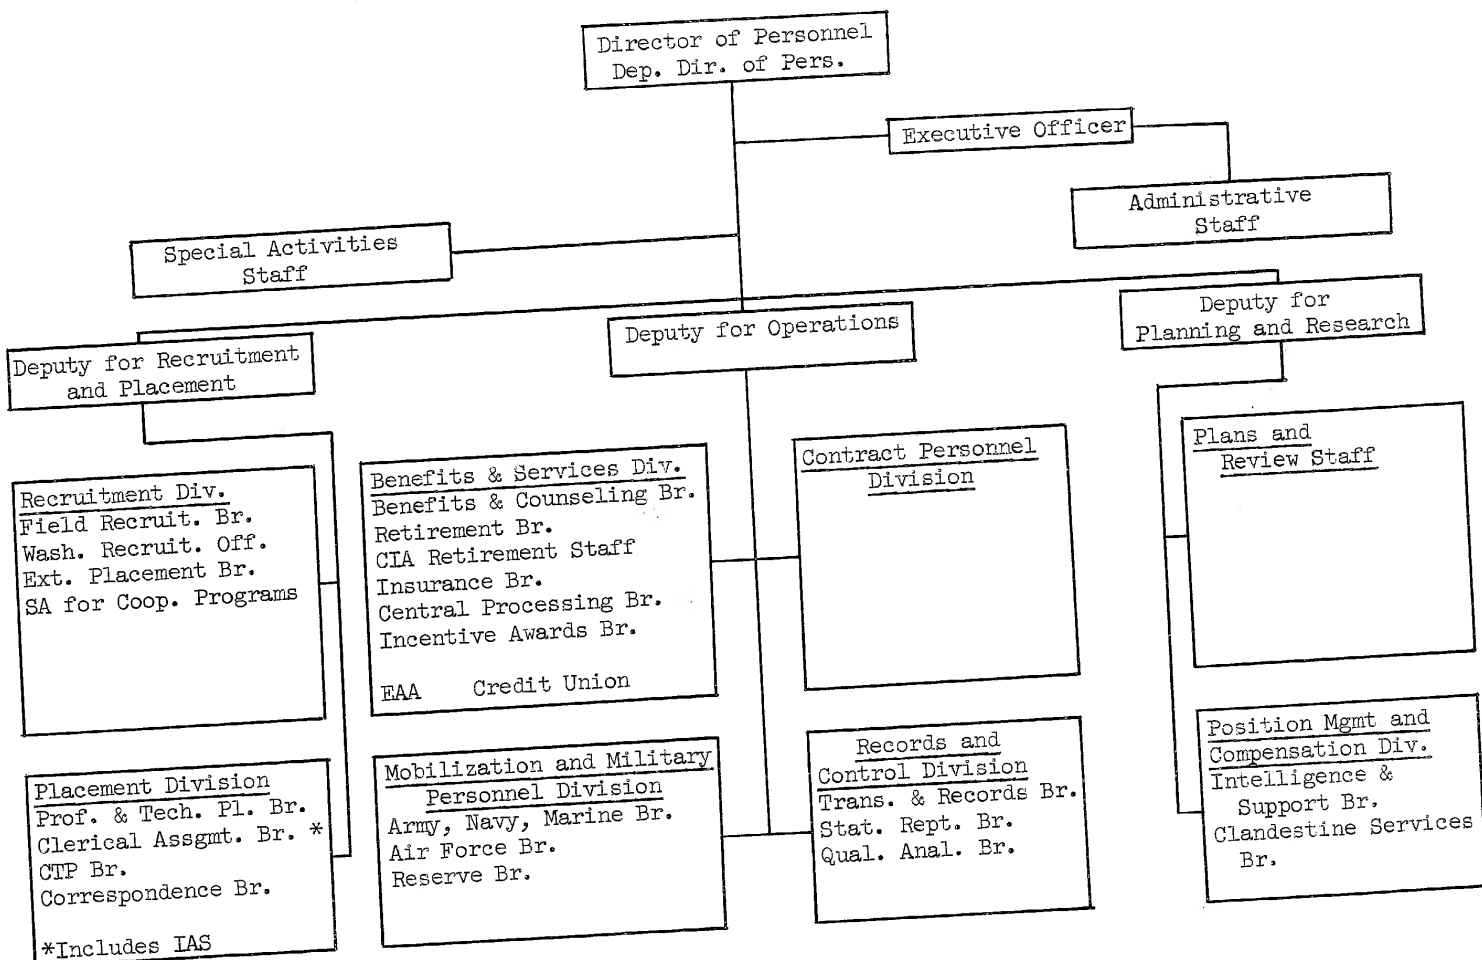 Director of Personnel
Dep. Dir. of Pers.
Executive Officer
Administrative
Staff
Special Activities
Staff
Deputy for Recruitment
and Placement
Deputy for Operations
Deputy for
Planning and Research
Recruitment Div.
Field Recruit. Br.
Wash. Recruit. Off.
Ext. Placement Br.
SA for Coop. Programs
Placement Division
Prof. & Tech. Pl. Br.
Clerical Assgmt. Br. *
CTP Br.
Correspondence Br.
*Includes IAS
Benefits & Services Div.
Benefits & Counseling Br.
Retirement Br.
CIA Retirement Staff
Insurance Br.
Central Processing Br.
Incentive Awards Br.
EAA Credit Union
Contract Personnel
Division
Mobilization and Military
Personnel Division
Army, Navy, Marine Br.
Air Force Br.
Reserve Br.
Records and
Control Division
Trans. & Records Br.
Stat. Rept. Br.
Qual. Anal. Br.
Plans and
Review Staff
Position Mgmt and
Compensation Div.
Intelligence &
Support Br.
Clandestine Services
Br.